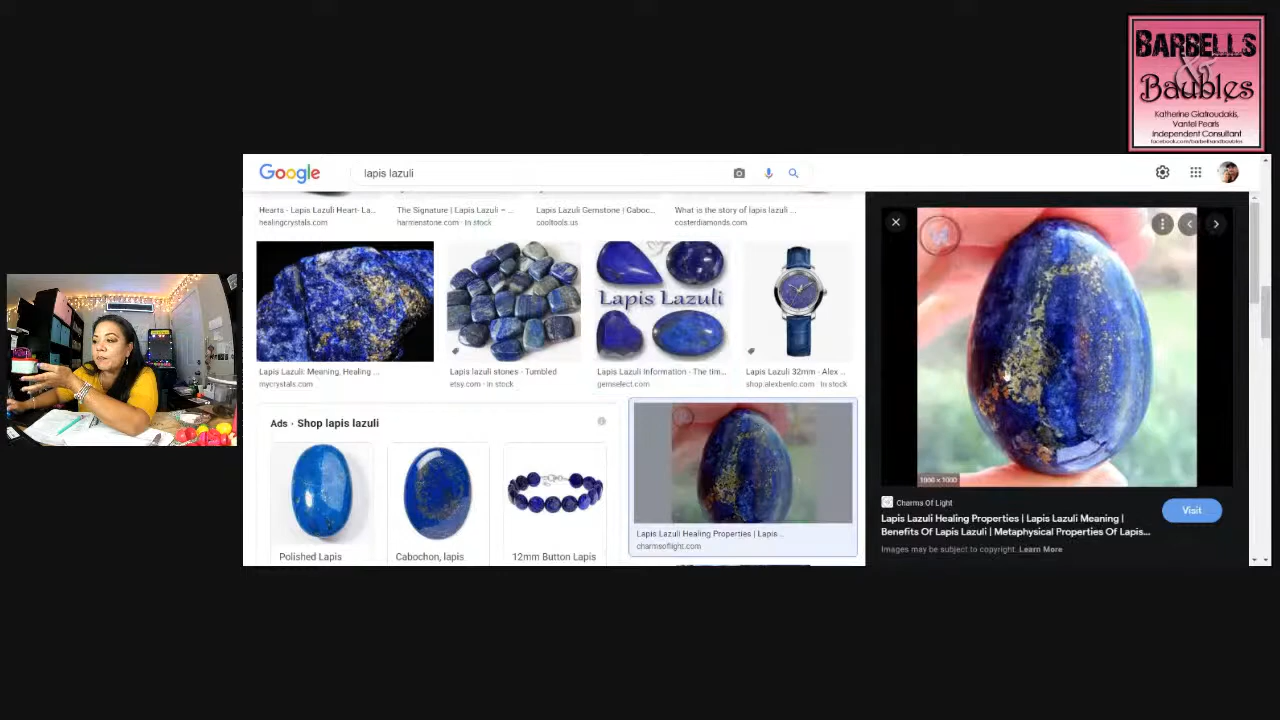 BARBELLS
&
Baubles
Katherine Giatroudakis,
Vantel Pearls
Independent Consultant
facebook.com/barbellsandbaubles
Google
lapis lazuli
Hearts - Lapis Lazuli Heart- La...
healingcrystals.com
The Signature | Lapis Lazuli – ...
harmenstone.com · In stock
Lapis Lazuli Gemstone | Caboc...
cooltools.us
What is the story of lapis lazuli ...
costerdiamonds.com
Lapis Lazuli
Lapis Lazuli: Meaning, Healing ...
mycrystals.com
Lapis lazuli stones - Tumbled
etsy.com · In stock
Lapis Lazuli Information - The tim...
gemselect.com
Lapis Lazuli 32mm - Alex ...
shop.alexbenlo.com · In stock
Ads · Shop lapis lazuli
Polished Lapis
Cabochon, lapis
12mm Button Lapis
Lapis Lazuli Healing Properties | Lapis...
charmsoflight.com
1000 × 1000
Charms Of Light
Lapis Lazuli Healing Properties | Lapis Lazuli Meaning |
Benefits Of Lapis Lazuli | Metaphysical Properties Of Lapis...
Visit
Images may be subject to copyright. Learn More